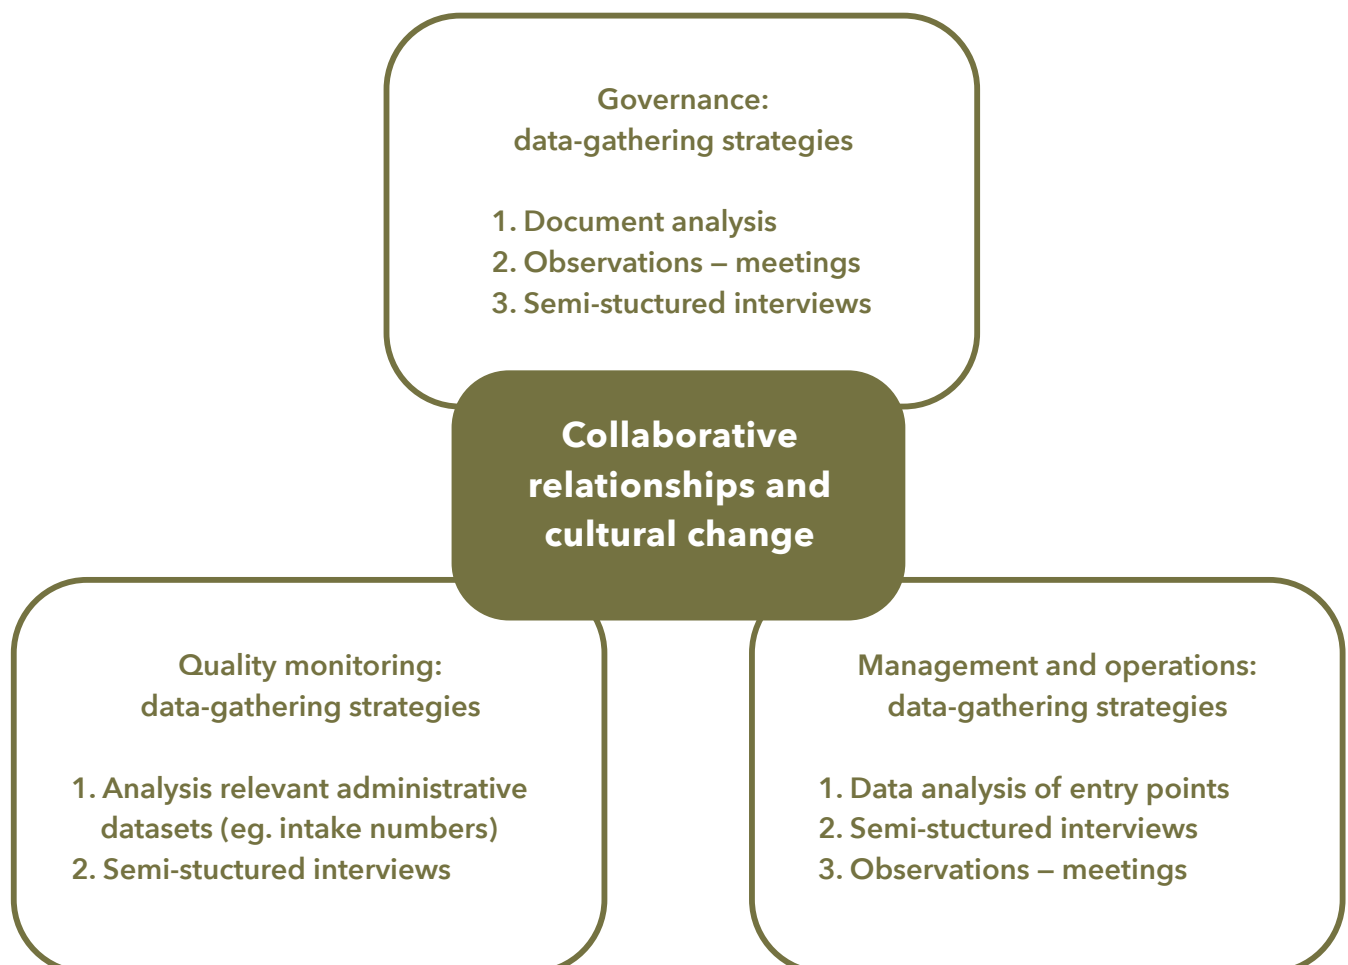 Governance:
data-gathering strategies
1. Document analysis
2. Observations – meetings
3. Semi-stuctured interviews
Collaborative
relationships and
cultural change
Quality monitoring:
data-gathering strategies
1. Analysis relevant administrative
datasets (eg. intake numbers)
2. Semi-stuctured interviews
Management and operations:
data-gathering strategies
1. Data analysis of entry points
2. Semi-stuctured interviews
3. Observations – meetings